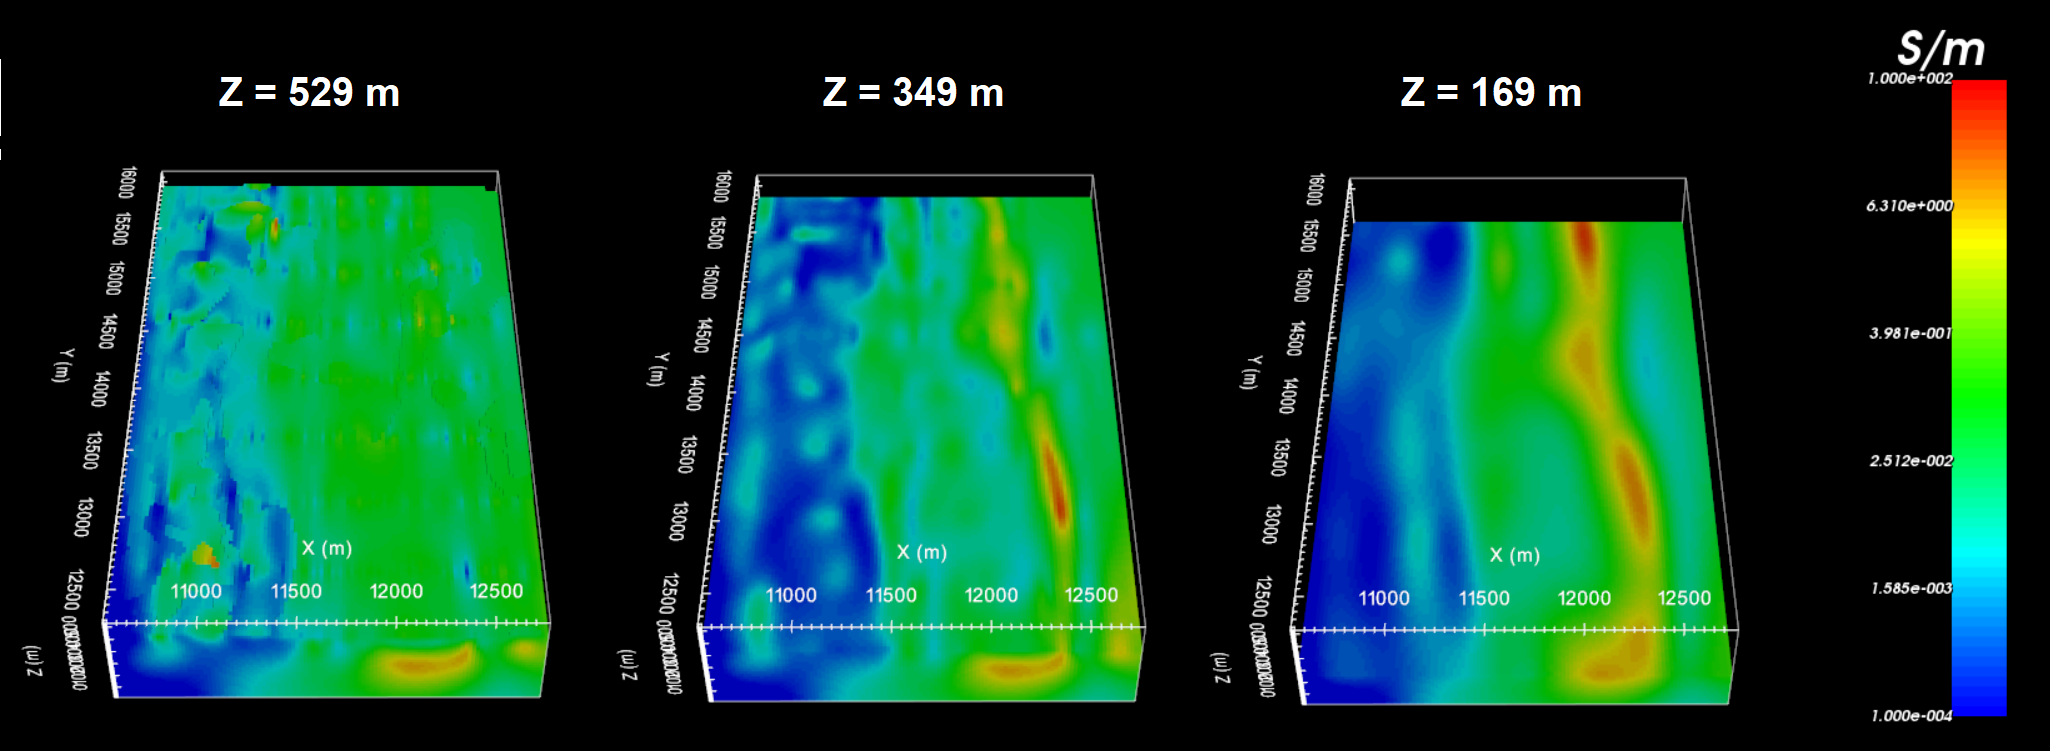 S/m
Z = 529 m
Z = 349 m
Z = 169 m
1.000e+002
6.310e+000
3.981e-001
2.512e-002
1.585e-003
1.000e-004
16000
15500
15000
14500
14000
13500
13000
12500
Y (m)
X (m)
11000 11500 12000 12500
Z (m)
16000
15500
15000
14500
14000
13500
13000
12500
Y (m)
X (m)
11000 11500 12000 12500
Z (m)
16000
15500
15000
14500
14000
13500
13000
12500
Y (m)
X (m)
11000 11500 12000 12500
Z (m)